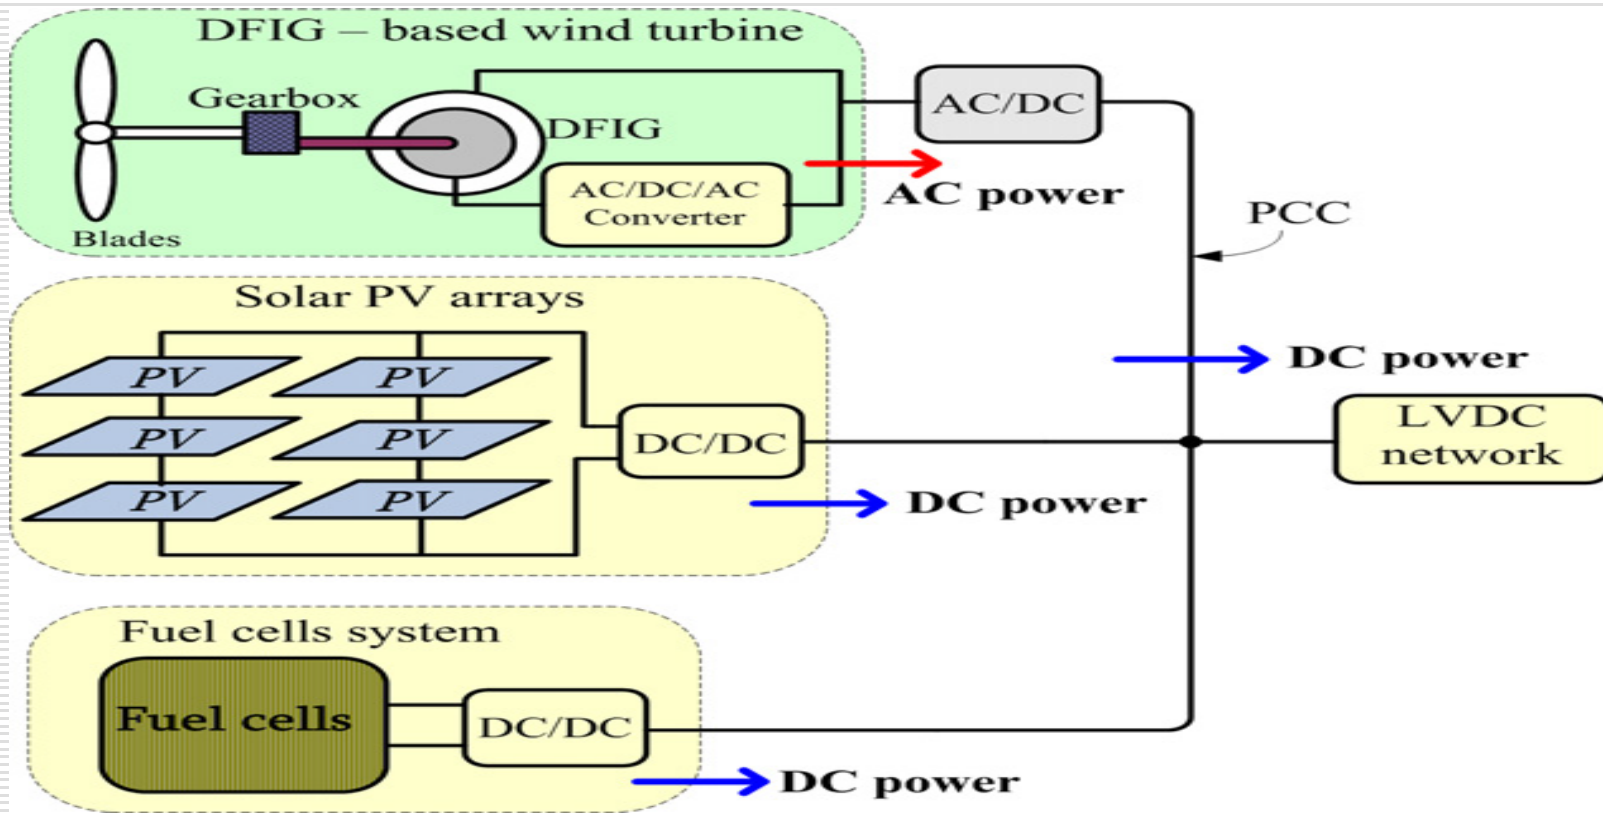 DFIG – based wind turbine
Gearbox
DFIG
AC/DC/AC
Converter
Blades
AC/DC
AC power
PCC
Solar PV arrays
PV
PV
PV
PV
PV
PV
DC/DC
DC power
DC power
LVDC
network
Fuel cells system
Fuel cells
DC/DC
DC power